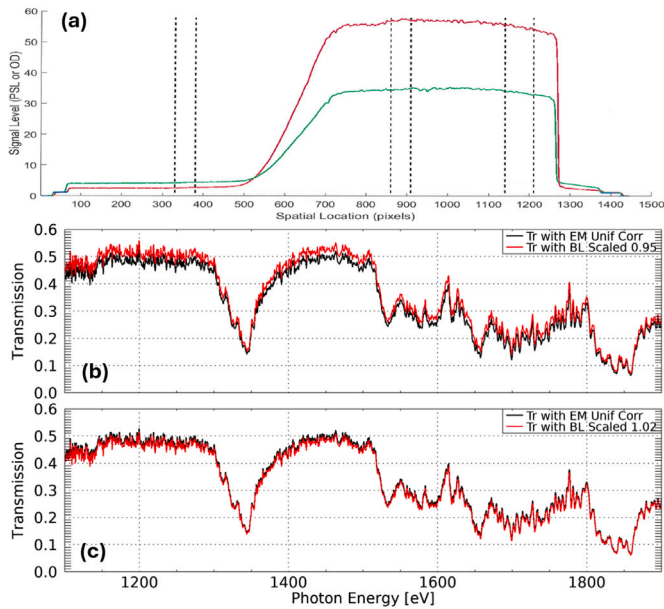 (a)
Signal Level (PSL or OD)
60
50
40
30
20
10
0
100 200 300 400 500 600 700 800 900 1000 1100 1200 1300 1400 1500
Spatial Location (pixels)
Tr with EM Unif Corr
Tr with BL Scaled 0.95
Transmission
0.6
0.5
0.4
0.3
0.2
0.1
0.0
(b)
Tr with EM Unif Corr
Tr with BL Scaled 1.02
Transmission
0.6
0.5
0.4
0.3
0.2
0.1
0.0
(c)
1200 1400 1600 1800
Photon Energy [eV]